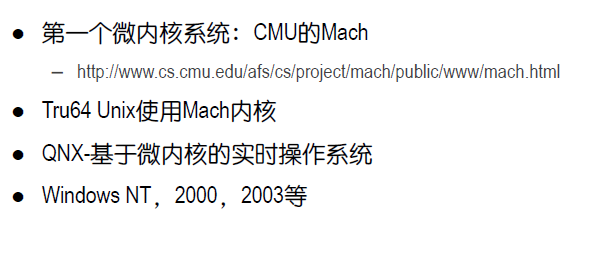 ● 第一个微内核系统：CMU的Mach
– http://www.cs.cmu.edu/afs/cs/project/mach/public/www/mach.html
● Tru64 Unix使用Mach内核
● QNX-基于微内核的实时操作系统
● Windows NT，2000，2003等